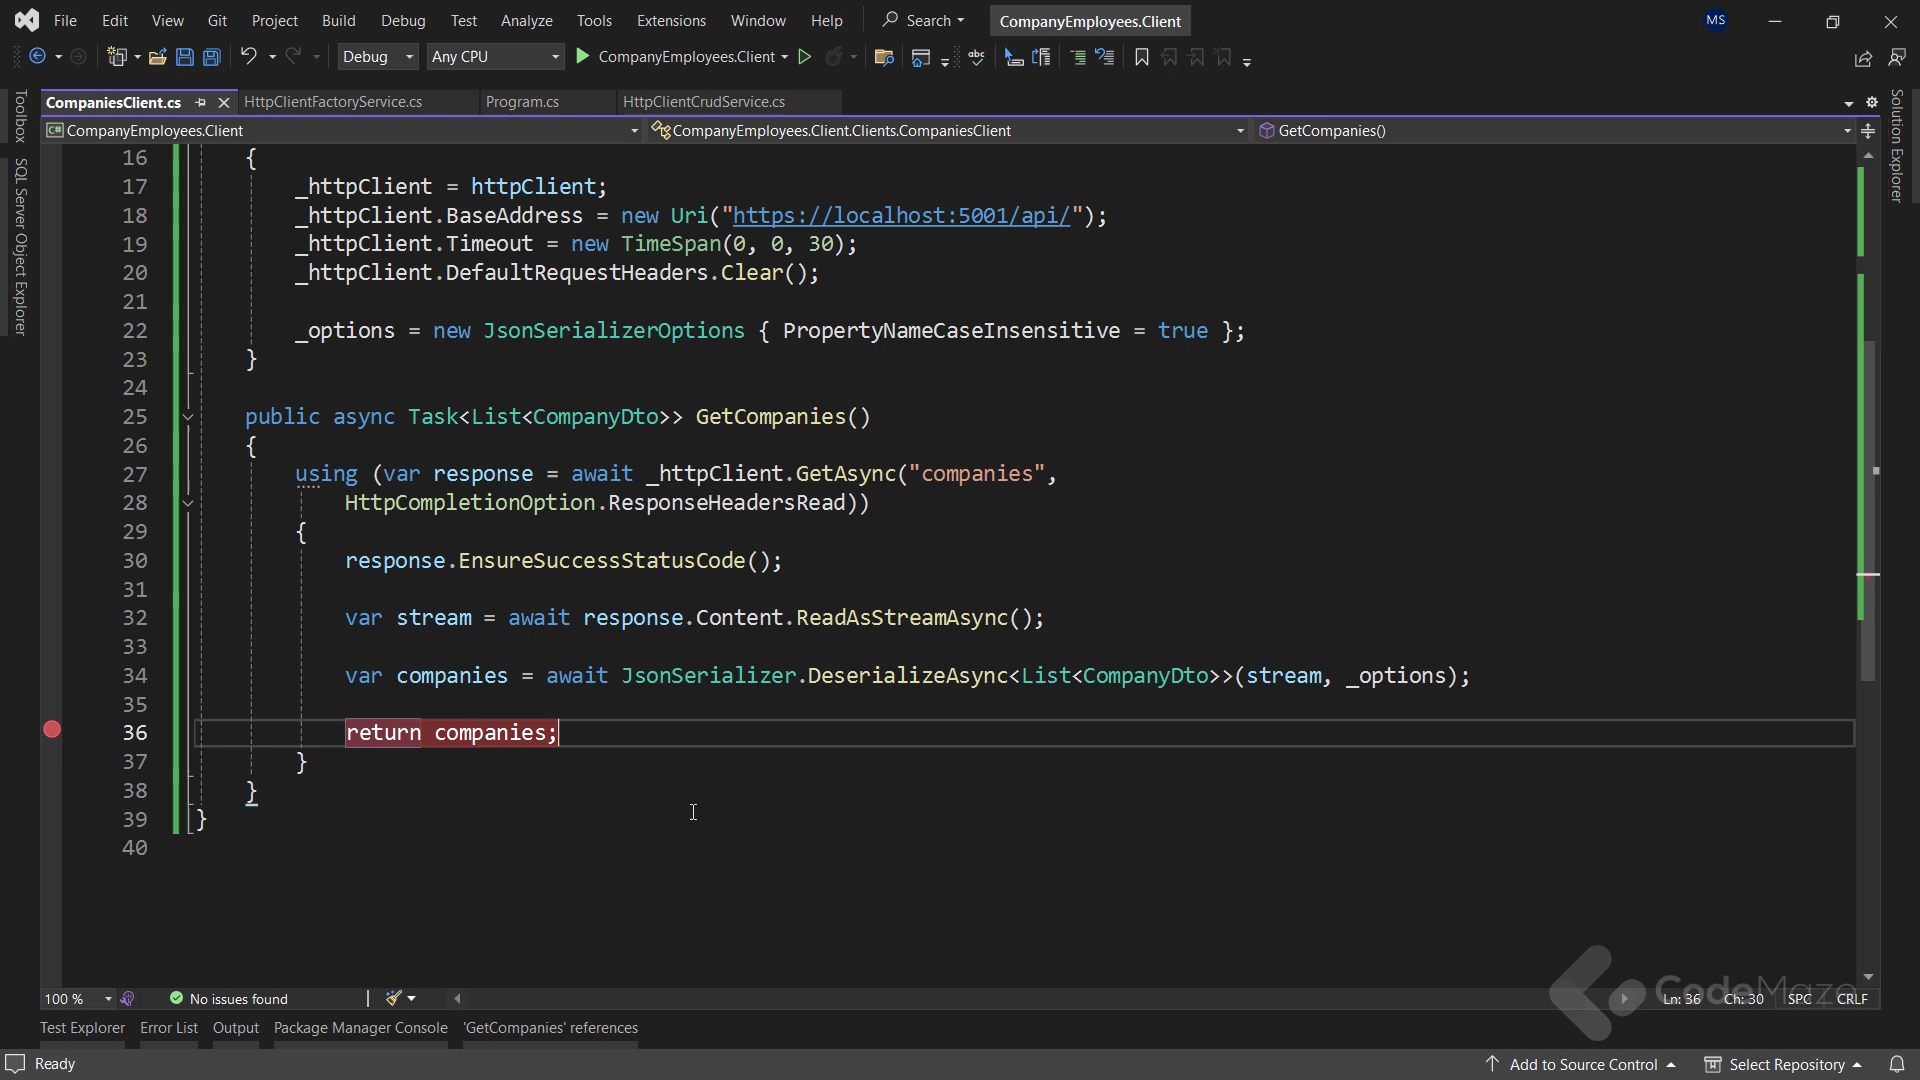 File Edit View Git Project Build Debug Test Analyze Tools Extensions Window Help Search CompanyEmployees.Client MS
Debug Any CPU CompanyEmployees.Client
CompaniesClient.cs HttpClientFactoryService.cs Program.cs HttpClientCrudService.cs
CompanyEmployees.Client CompanyEmployees.Client.Clients.CompaniesClient GetCompanies()
Toolbox
SQL Server Object Explorer
Solution Explorer
16 {
17 _httpClient = httpClient;
18 _httpClient.BaseAddress = new Uri("https://localhost:5001/api/");
19 _httpClient.Timeout = new TimeSpan(0, 0, 30);
20 _httpClient.DefaultRequestHeaders.Clear();
21
22 _options = new JsonSerializerOptions { PropertyNameCaseInsensitive = true };
23 }
24
25 public async Task<List<CompanyDto>> GetCompanies()
26 {
27 using (var response = await _httpClient.GetAsync("companies",
28 HttpCompletionOption.ResponseHeadersRead))
29 {
30 response.EnsureSuccessStatusCode();
31
32 var stream = await response.Content.ReadAsStreamAsync();
33
34 var companies = await JsonSerializer.DeserializeAsync<List<CompanyDto>>(stream, _options);
35
36 return companies;
37 }
38 }
39 }
40
CodeMaze
100 % No issues found Ln: 36 Ch: 30 SPC CRLF
Test Explorer Error List Output Package Manager Console 'GetCompanies' references
Ready Add to Source Control Select Repository